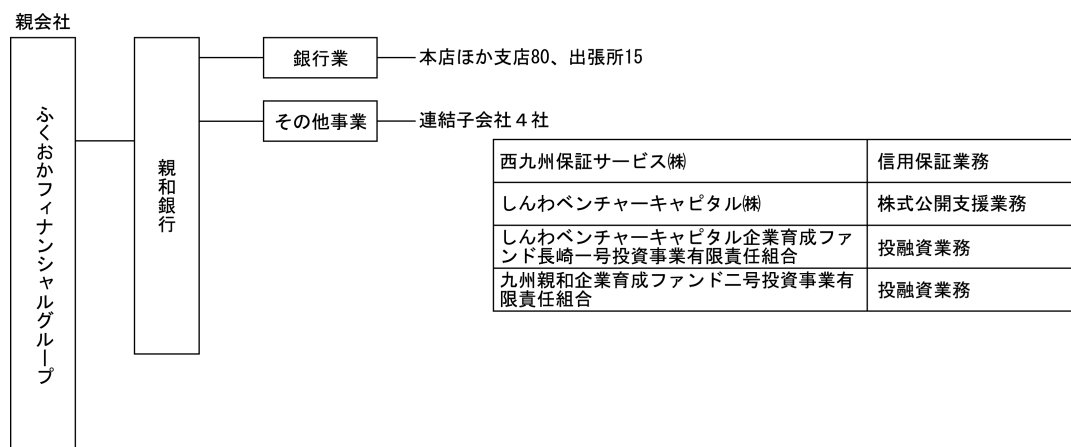 親会社
ふくおかフィナンシャルグループ
親和銀行
銀行業
本店ほか支店80、出張所15
その他事業
連結子会社4社
西九州保証サービス㈱
信用保証業務
しんわベンチャーキャピタル㈱
株式公開支援業務
しんわベンチャーキャピタル企業育成ファ
ンド長崎一号投資事業有限責任組合
投融資業務
九州親和企業育成ファンド二号投資事業有
限責任組合
投融資業務